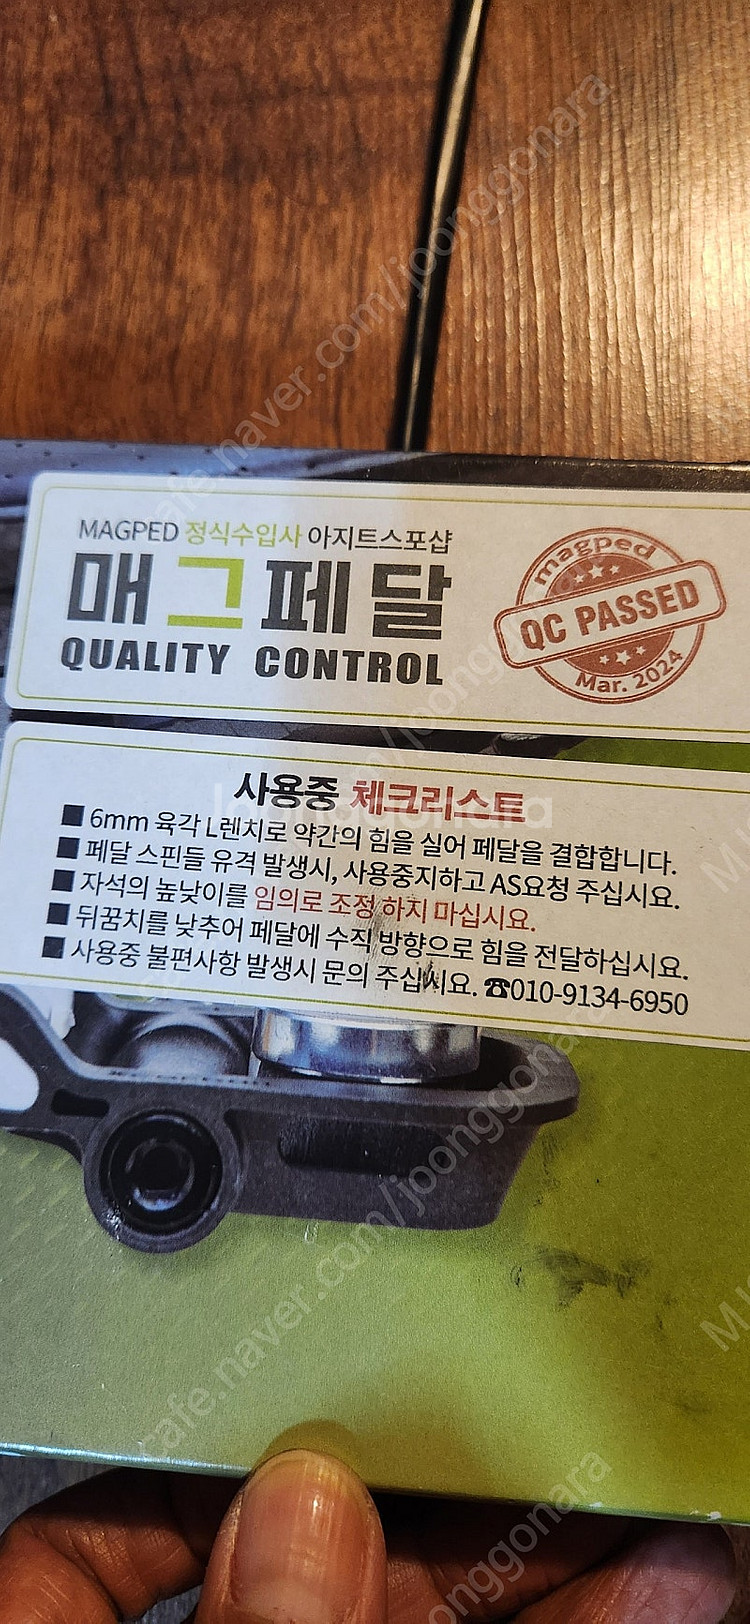 MAGPED 정식수입사 아지트스포샵
매그페달
QUALITY CONTROL
magped
QC PASSED
Mar. 2024
사용중 체크리스트
■ 6mm 육각 L렌치로 약간의 힘을 실어 페달을 결합합니다.
■ 페달 스핀들 유격 발생시, 사용중지하고 AS요청 주십시요.
■ 자석의 높낮이를 임의로 조정 하지 마십시요.
■ 뒤꿈치를 낮추어 페달에 수직 방향으로 힘을 전달하십시요.
■ 사용중 불편사항 발생시 문의 주십시요. ☎010-9134-6950
cafe.naver.com/joonggonara
joonggonara
cafe.naver.com/joonggonara
joonggonara